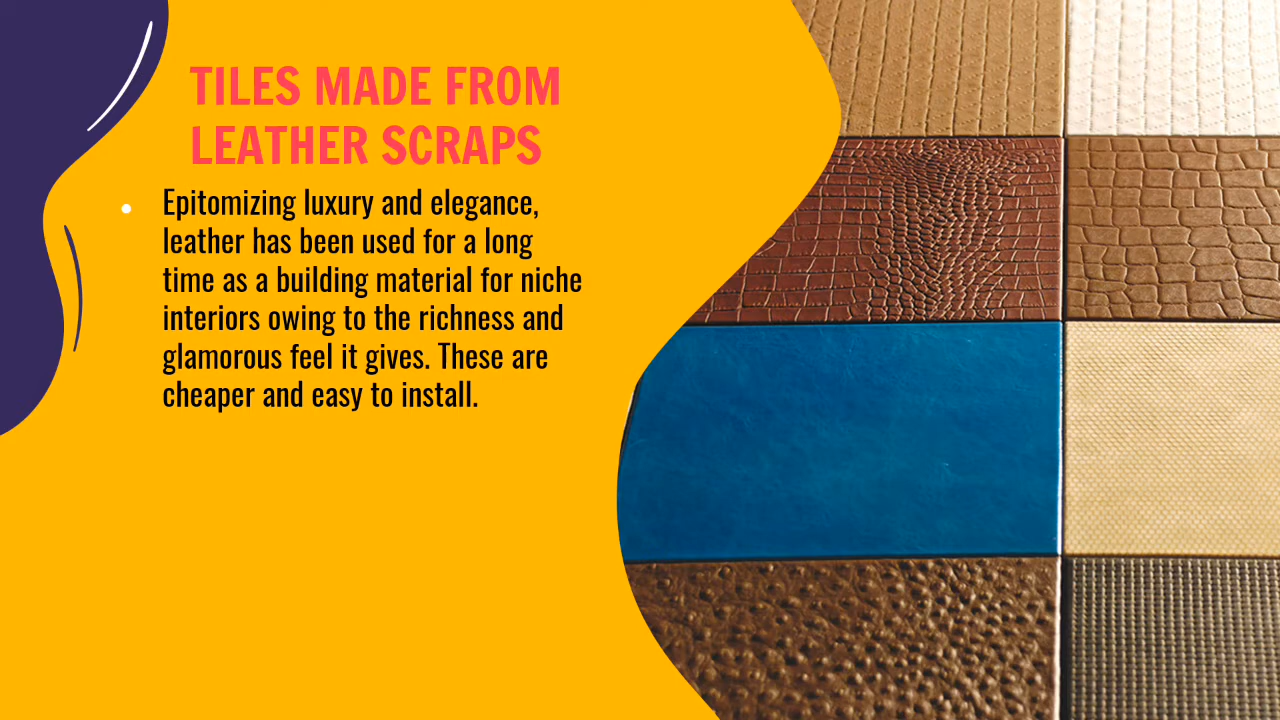 TILES MADE FROM
LEATHER SCRAPS
Epitomizing luxury and elegance,
leather has been used for a long
time as a building material for niche
interiors owing to the richness and
glamorous feel it gives. These are
cheaper and easy to install.